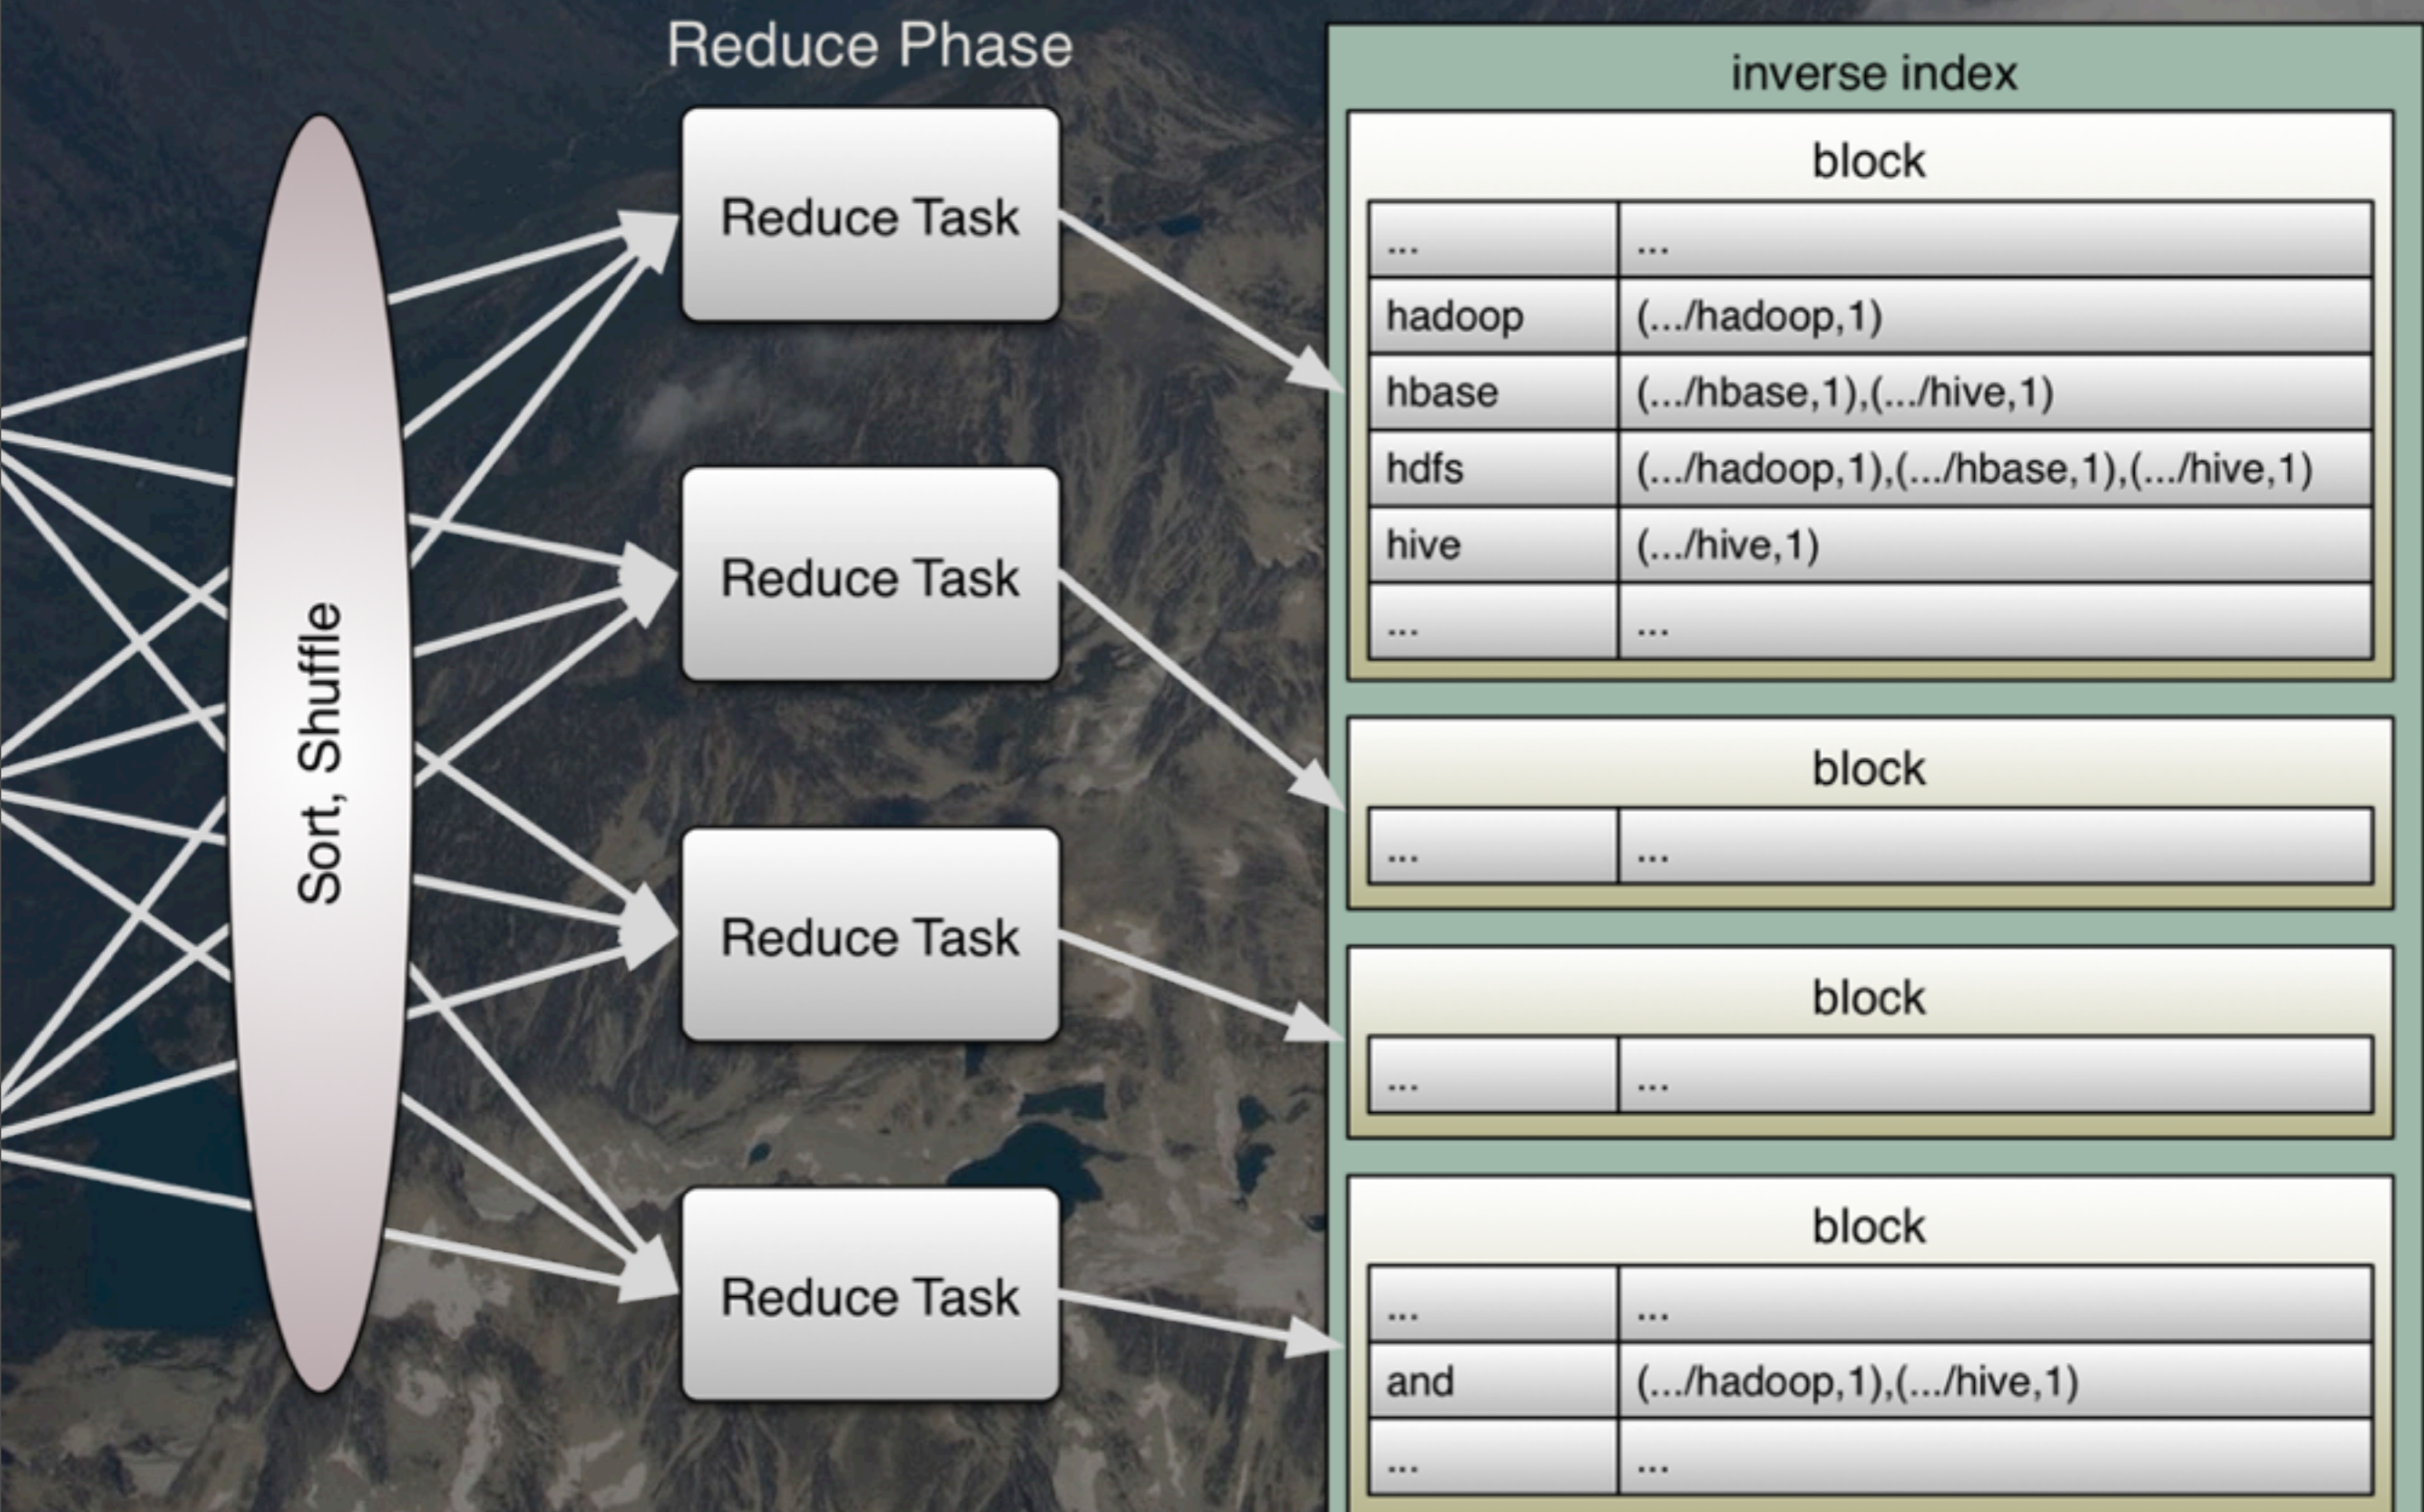 Reduce Phase
Sort, Shuffle
Reduce Task
Reduce Task
Reduce Task
Reduce Task
inverse index
block
... ...
hadoop (.../hadoop,1)
hbase (.../hbase,1),(.../hive,1)
hdfs (.../hadoop,1),(.../hbase,1),(.../hive,1)
hive (.../hive,1)
... ...
block
... ...
block
... ...
block
... ...
and (.../hadoop,1),(.../hive,1)
... ...